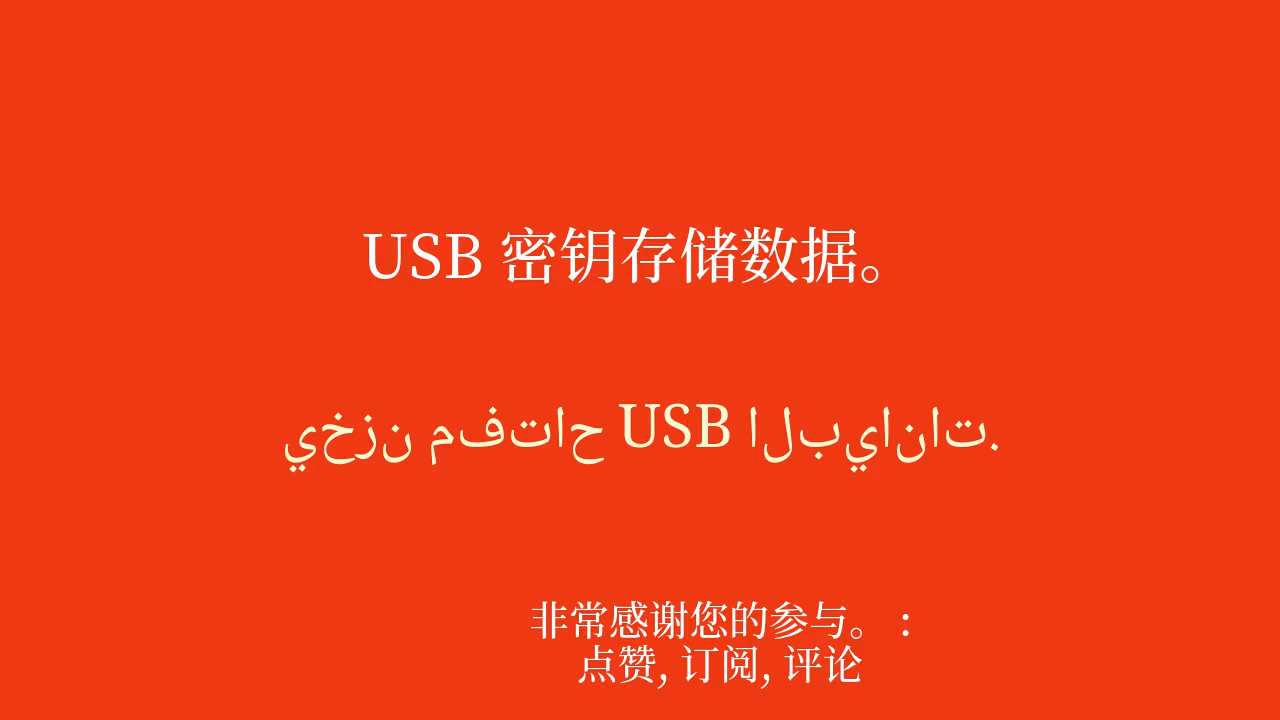 USB 密钥存储数据。
يخزن مفتاح USB البيانات.
非常感谢您的参与。 :
点赞, 订阅, 评论